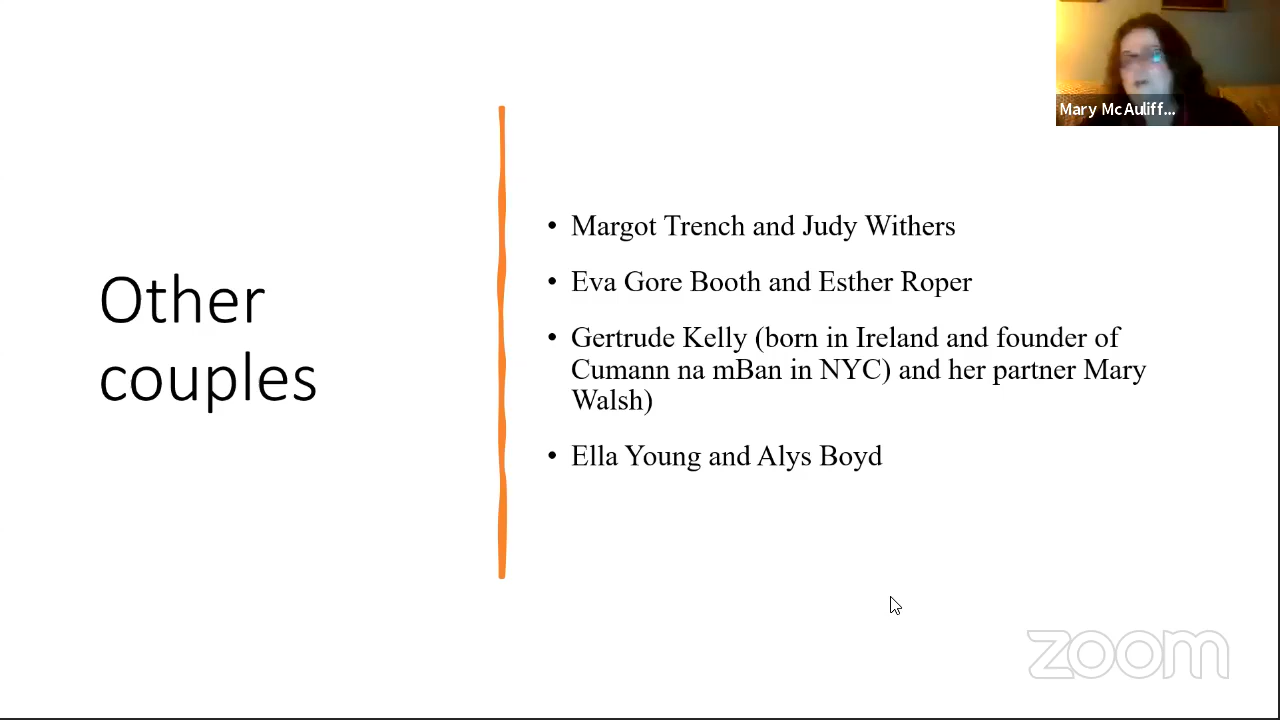 Mary McAuliff...
Other
couples
• Margot Trench and Judy Withers
• Eva Gore Booth and Esther Roper
• Gertrude Kelly (born in Ireland and founder of
Cumann na mBan in NYC) and her partner Mary
Walsh)
• Ella Young and Alys Boyd
zoom